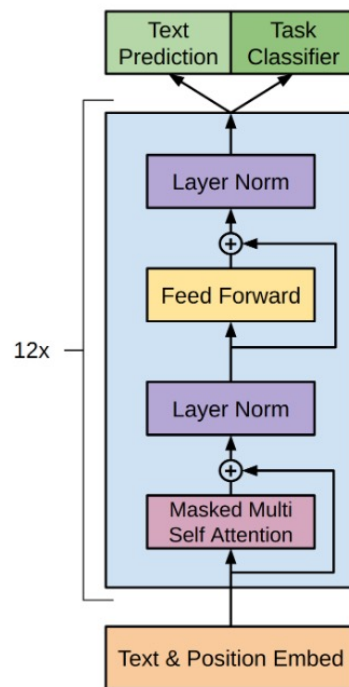 Text
Prediction
Task
Classifier
Layer Norm
+
Feed Forward
12x
Layer Norm
+
Masked Multi
Self Attention
Text & Position Embed